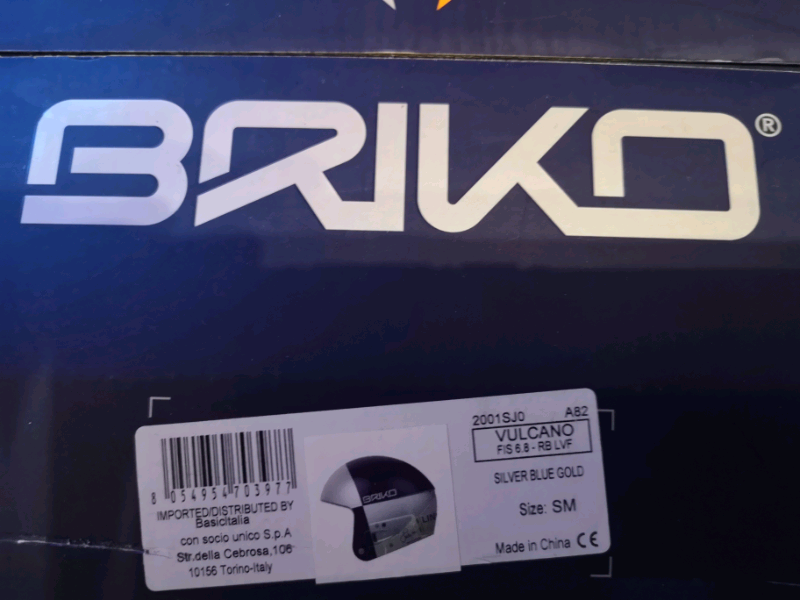 BRIKO®
2001SJ0 A82
VULCANO
FIS 6.8 - RB LVF
SILVER BLUE GOLD
Size: SM
Made in China CE
8 054954 703977
IMPORTED/DISTRIBUTED BY
BasicItalia
con socio unico S.p.A
Str.della Cebrosa,106
10156 Torino-Italy
BRIKO